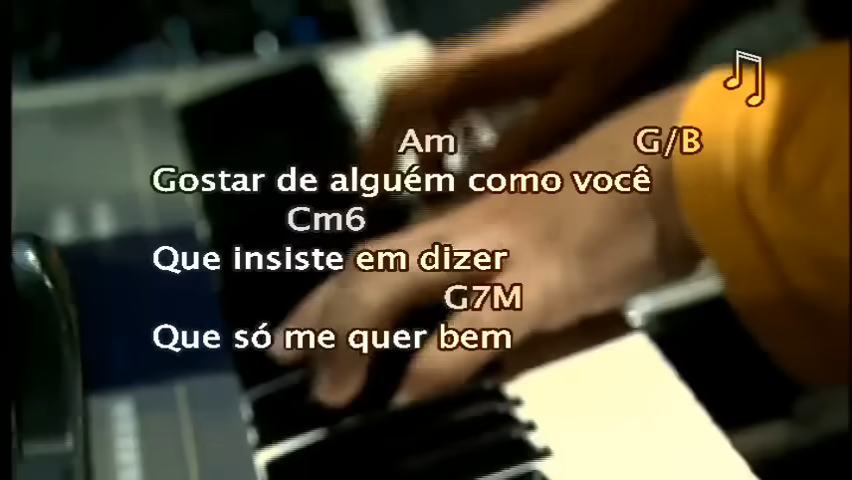 Am G/B
Gostar de alguém como você
Cm6
Que insiste em dizer
G7M
Que só me quer bem